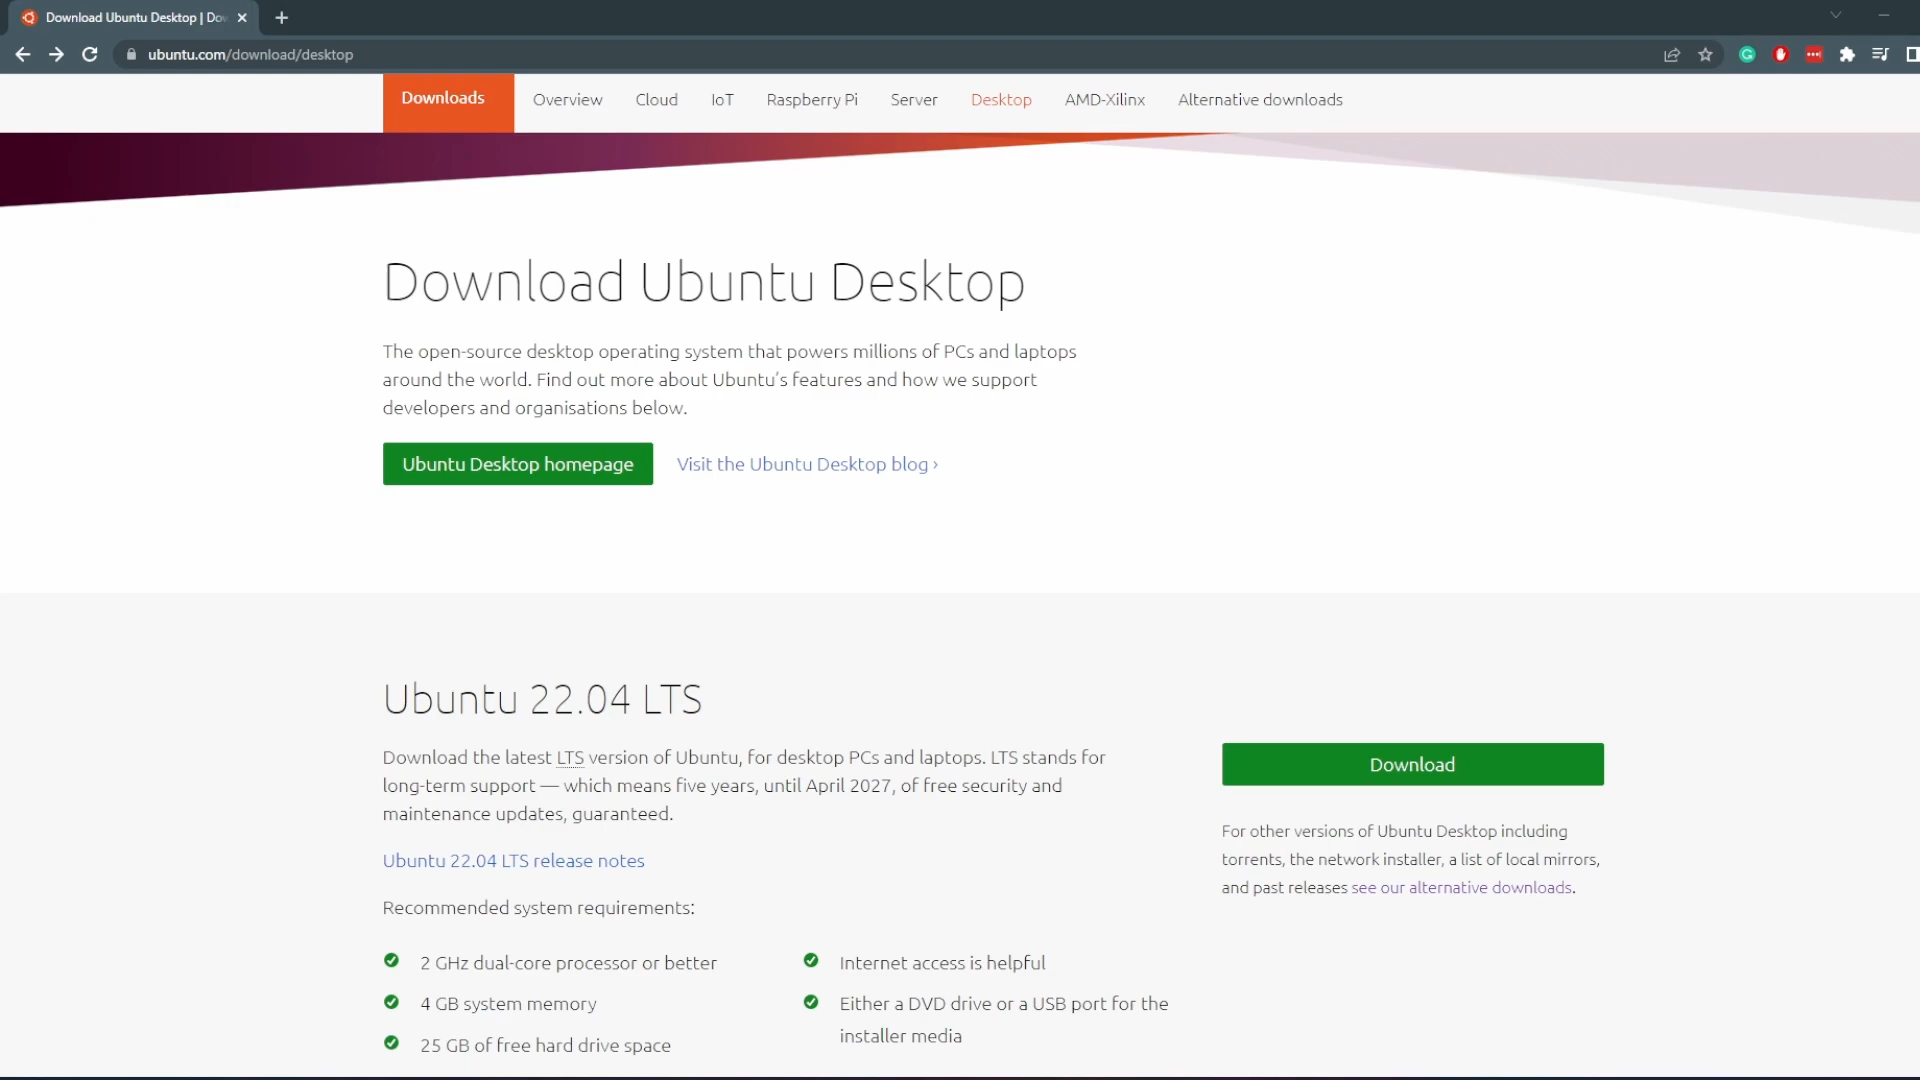 Download Ubuntu Desktop | Do
ubuntu.com/download/desktop
Downloads
Overview
Cloud
IoT
Raspberry Pi
Server
Desktop
AMD-Xilinx
Alternative downloads
Download Ubuntu Desktop
The open-source desktop operating system that powers millions of PCs and laptops
around the world. Find out more about Ubuntu's features and how we support
developers and organisations below.
Ubuntu Desktop homepage
Visit the Ubuntu Desktop blog ›
Ubuntu 22.04 LTS
Download the latest LTS version of Ubuntu, for desktop PCs and laptops. LTS stands for
long-term support — which means five years, until April 2027, of free security and
maintenance updates, guaranteed.
Ubuntu 22.04 LTS release notes
Recommended system requirements:
2 GHz dual-core processor or better
4 GB system memory
25 GB of free hard drive space
Internet access is helpful
Either a DVD drive or a USB port for the
installer media
Download
For other versions of Ubuntu Desktop including
torrents, the network installer, a list of local mirrors,
and past releases see our alternative downloads.